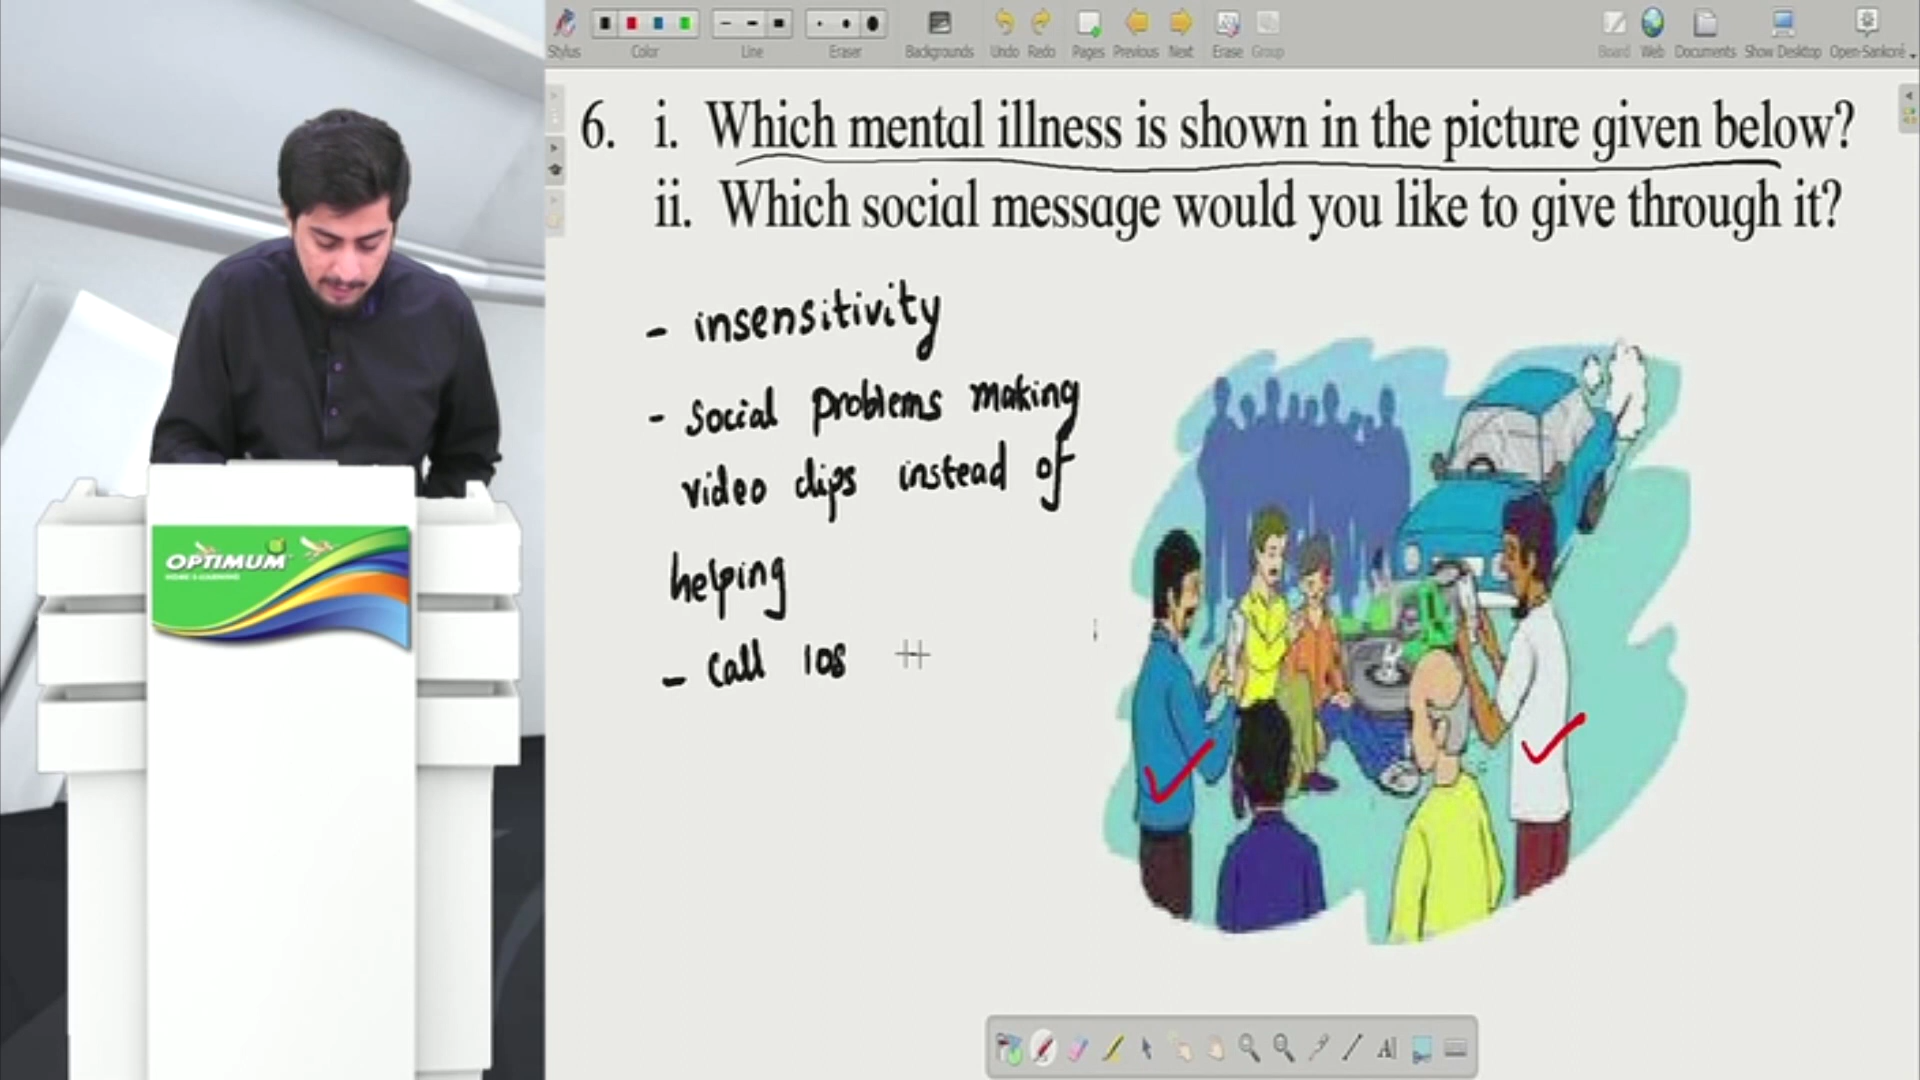 Stylus
Color
Line
Eraser
Backgrounds
Undo
Redo
Pages
Previous
Next
Erase
Group
Board
Web
Documents
Show Desktop
Open-Sankoré
6. i. Which mental illness is shown in the picture given below?
ii. Which social message would you like to give through it?
- insensitivity
- social problems making
video clips instead of
helping
- Call 108
OPTIMUM
HOME E-LEARNING